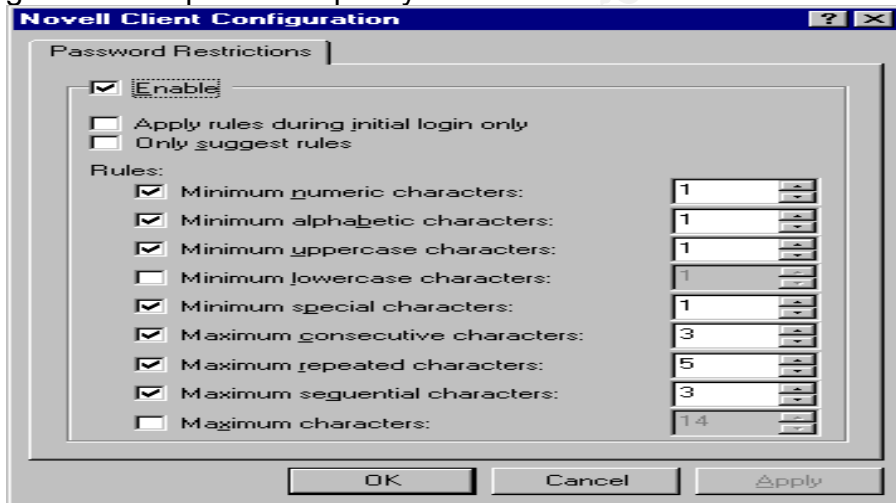 Novell Client Configuration
Password Restrictions
Enable
Apply rules during initial login only
Only suggest rules
Rules:
Minimum numeric characters: 1
Minimum alphabetic characters: 1
Minimum uppercase characters: 1
Minimum lowercase characters: 1
Minimum special characters: 1
Maximum consecutive characters: 3
Maximum repeated characters: 5
Maximum sequential characters: 3
Maximum characters: 14
OK Cancel Apply